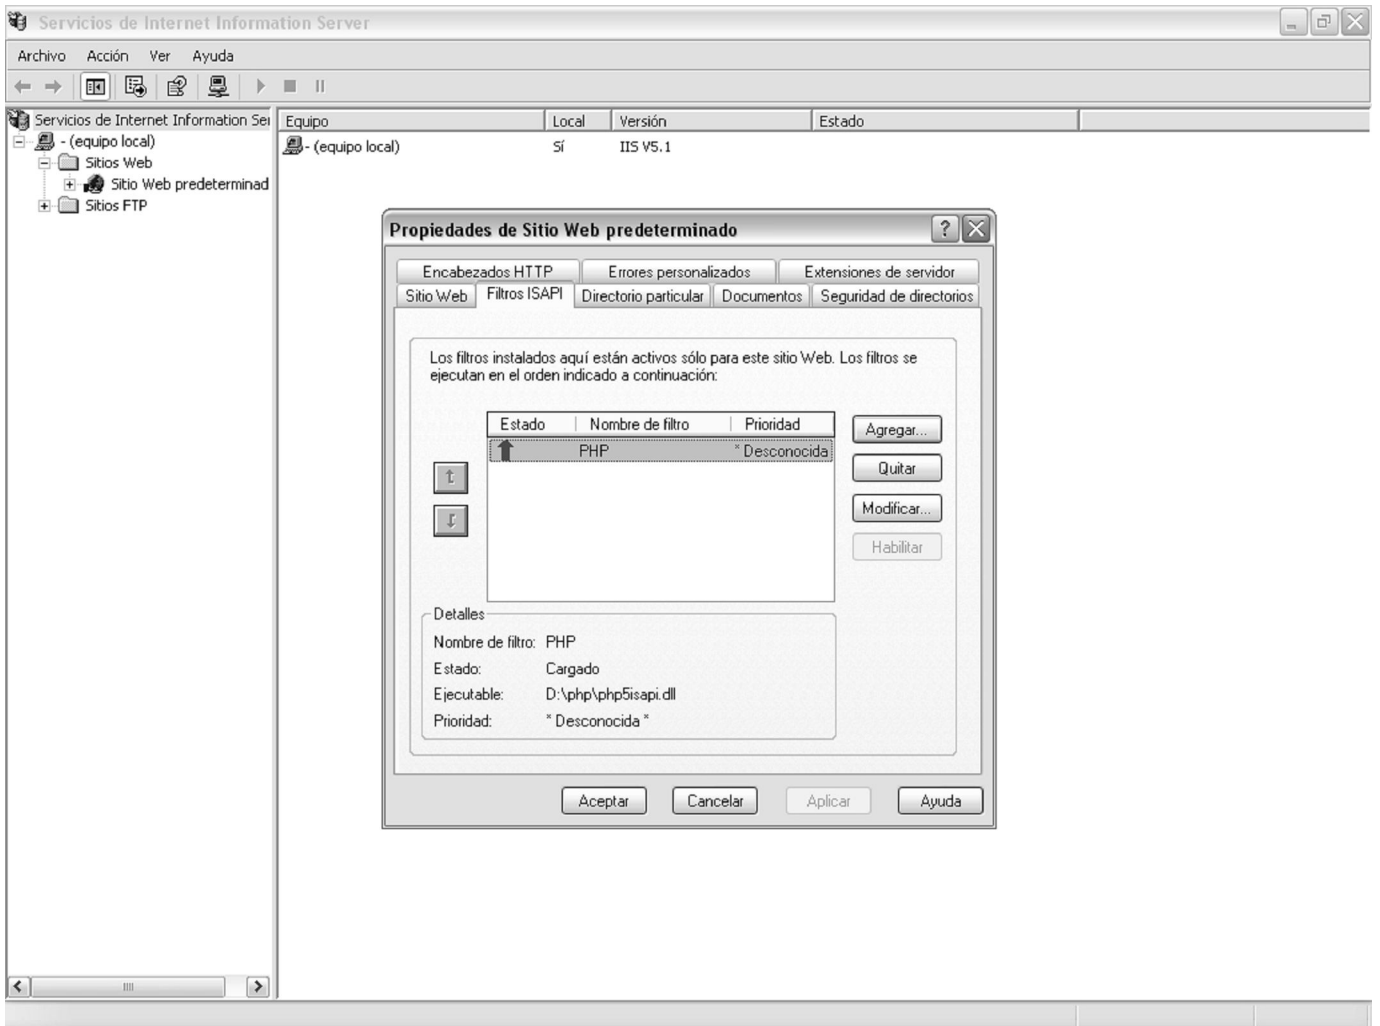 Servicios de Internet Information Server
Archivo Acción Ver Ayuda
Servicios de Internet Information Ser
- (equipo local)
Sitios Web
Sitio Web predeterminad
Sitios FTP
Equipo Local Versión Estado
- (equipo local) Sí IIS V5.1
Propiedades de Sitio Web predeterminado
Encabezados HTTP Errores personalizados Extensiones de servidor
Sitio Web Filtros ISAPI Directorio particular Documentos Seguridad de directorios
Los filtros instalados aquí están activos sólo para este sitio Web. Los filtros se
ejecutan en el orden indicado a continuación:
Estado Nombre de filtro Prioridad
PHP * Desconocida
Agregar...
Quitar
Modificar...
Habilitar
Detalles
Nombre de filtro: PHP
Estado: Cargado
Ejecutable: D:\php\php5isapi.dll
Prioridad: * Desconocida *
Aceptar Cancelar Aplicar Ayuda